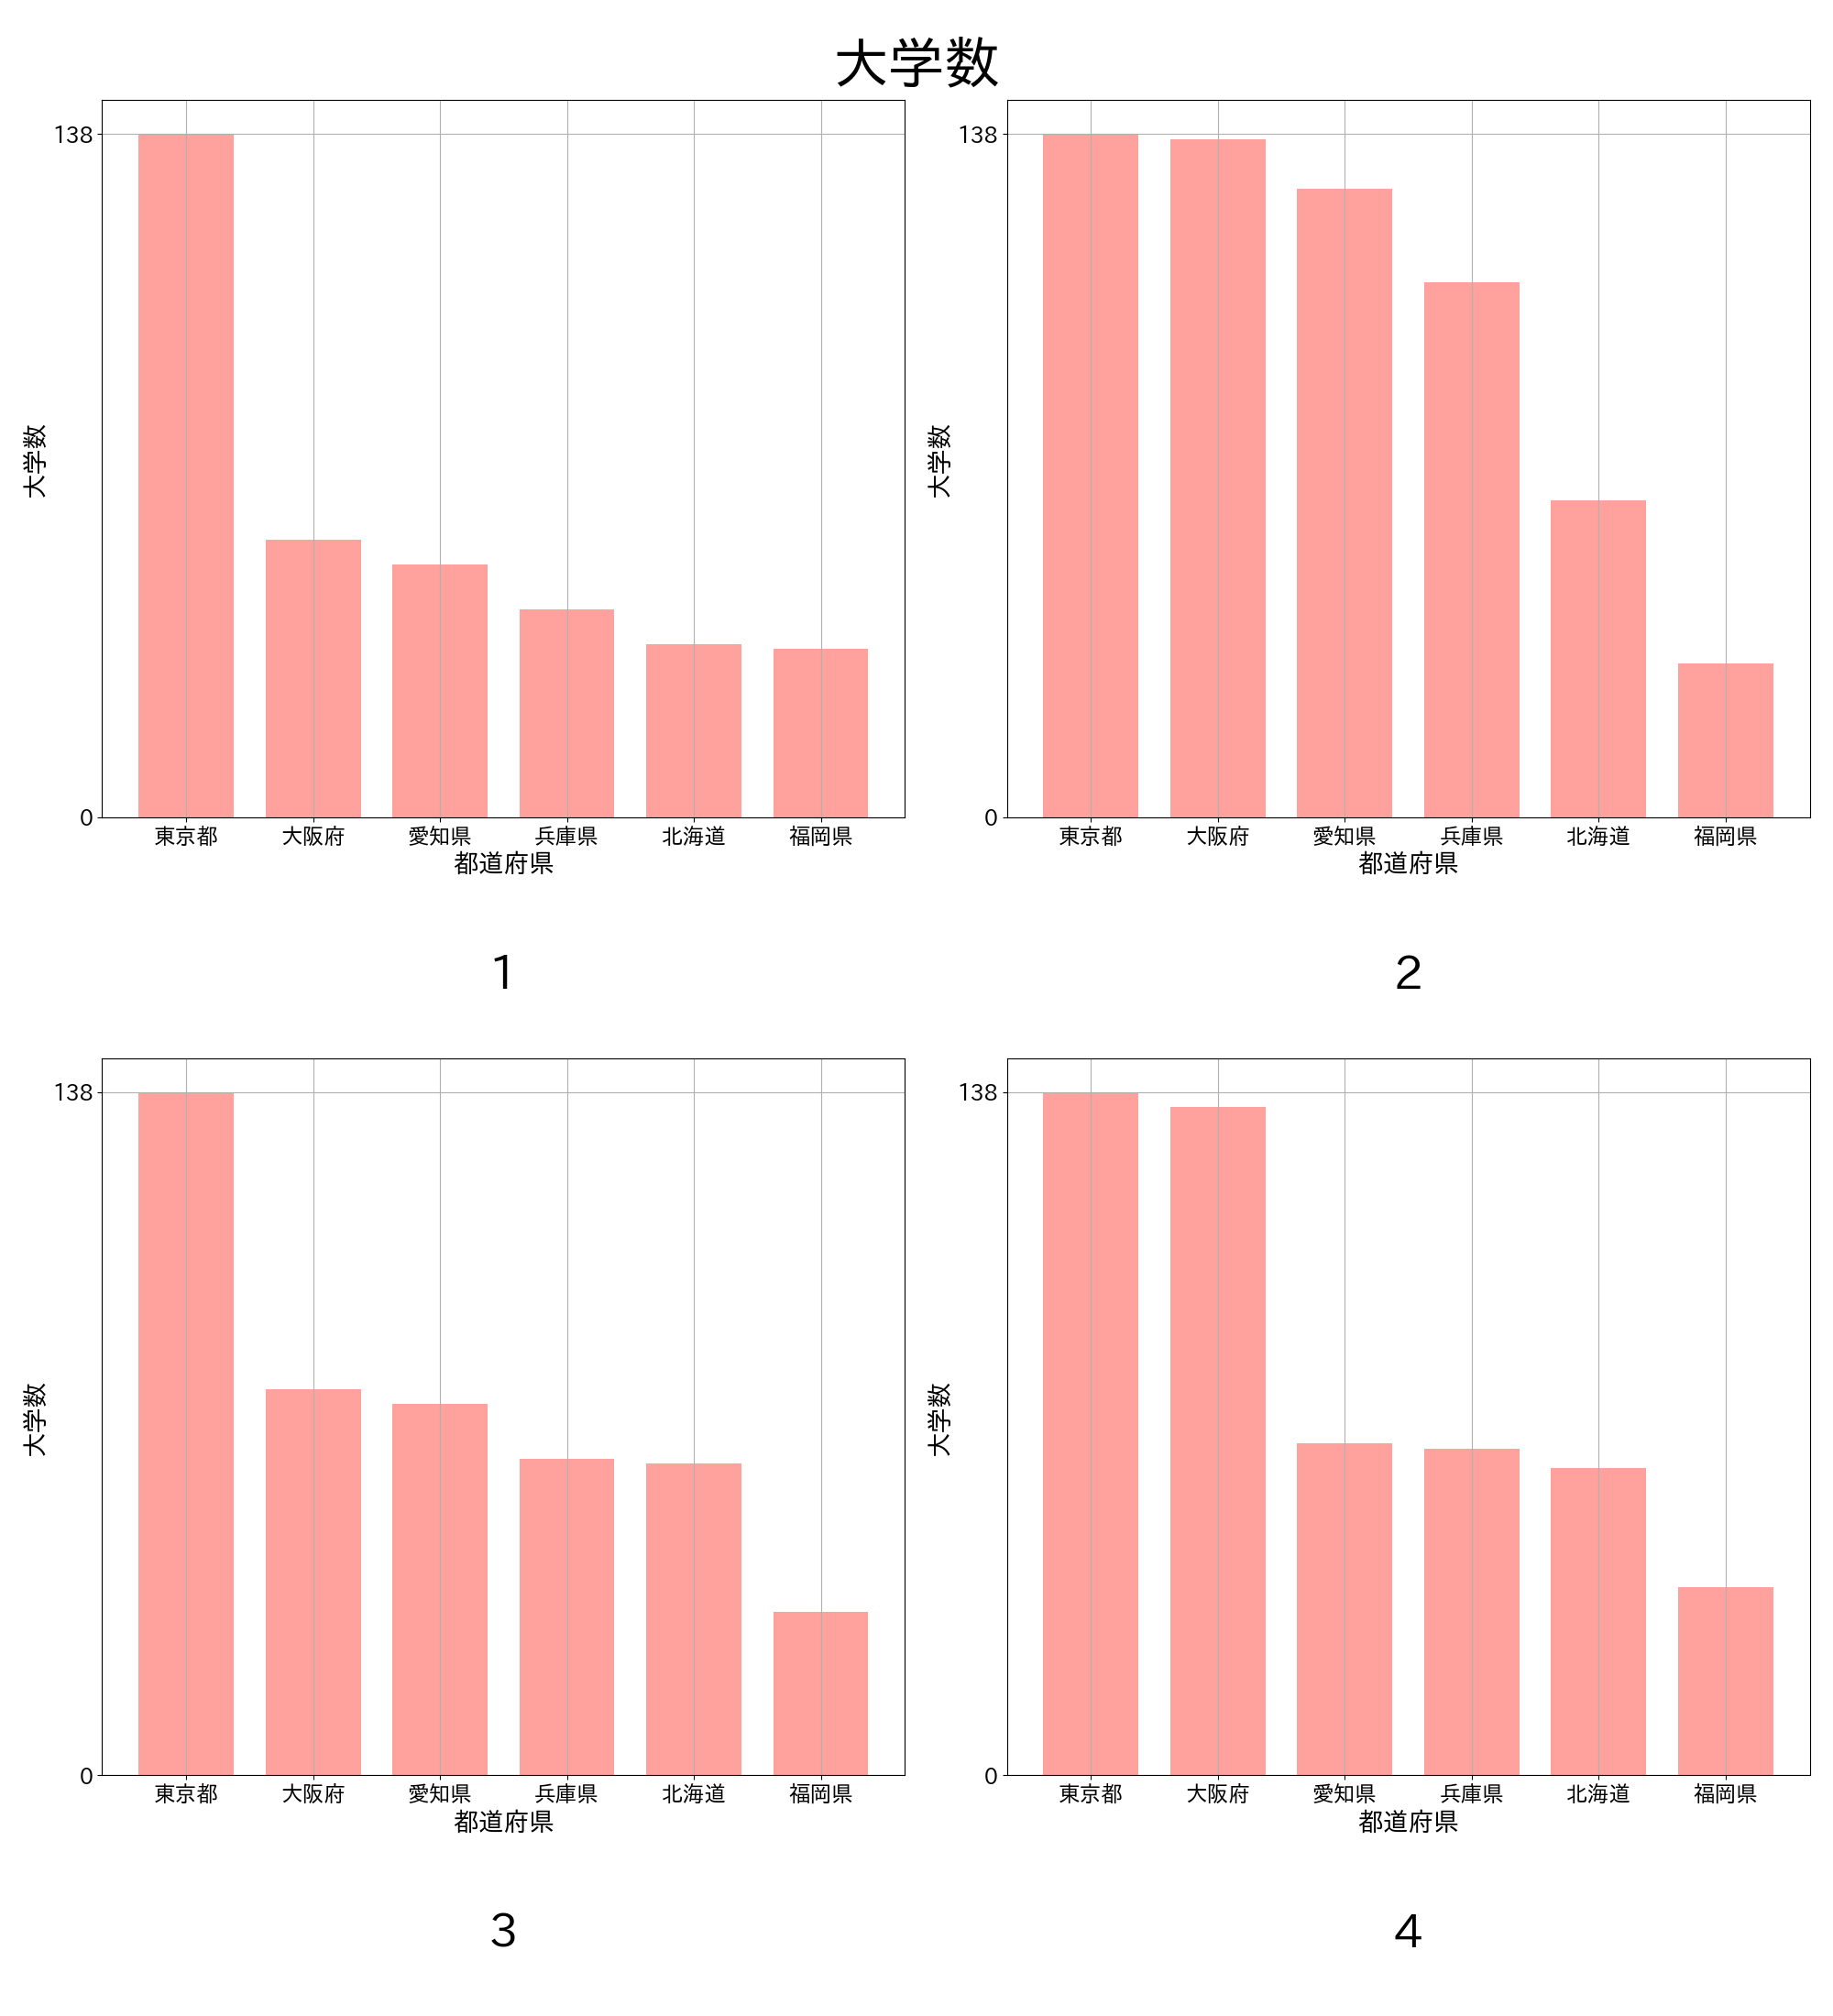 大学数
138
大学数
0
東京都 大阪府 愛知県 兵庫県 北海道 福岡県
都道府県
1
138
大学数
0
東京都 大阪府 愛知県 兵庫県 北海道 福岡県
都道府県
2
138
大学数
0
東京都 大阪府 愛知県 兵庫県 北海道 福岡県
都道府県
3
138
大学数
0
東京都 大阪府 愛知県 兵庫県 北海道 福岡県
都道府県
4